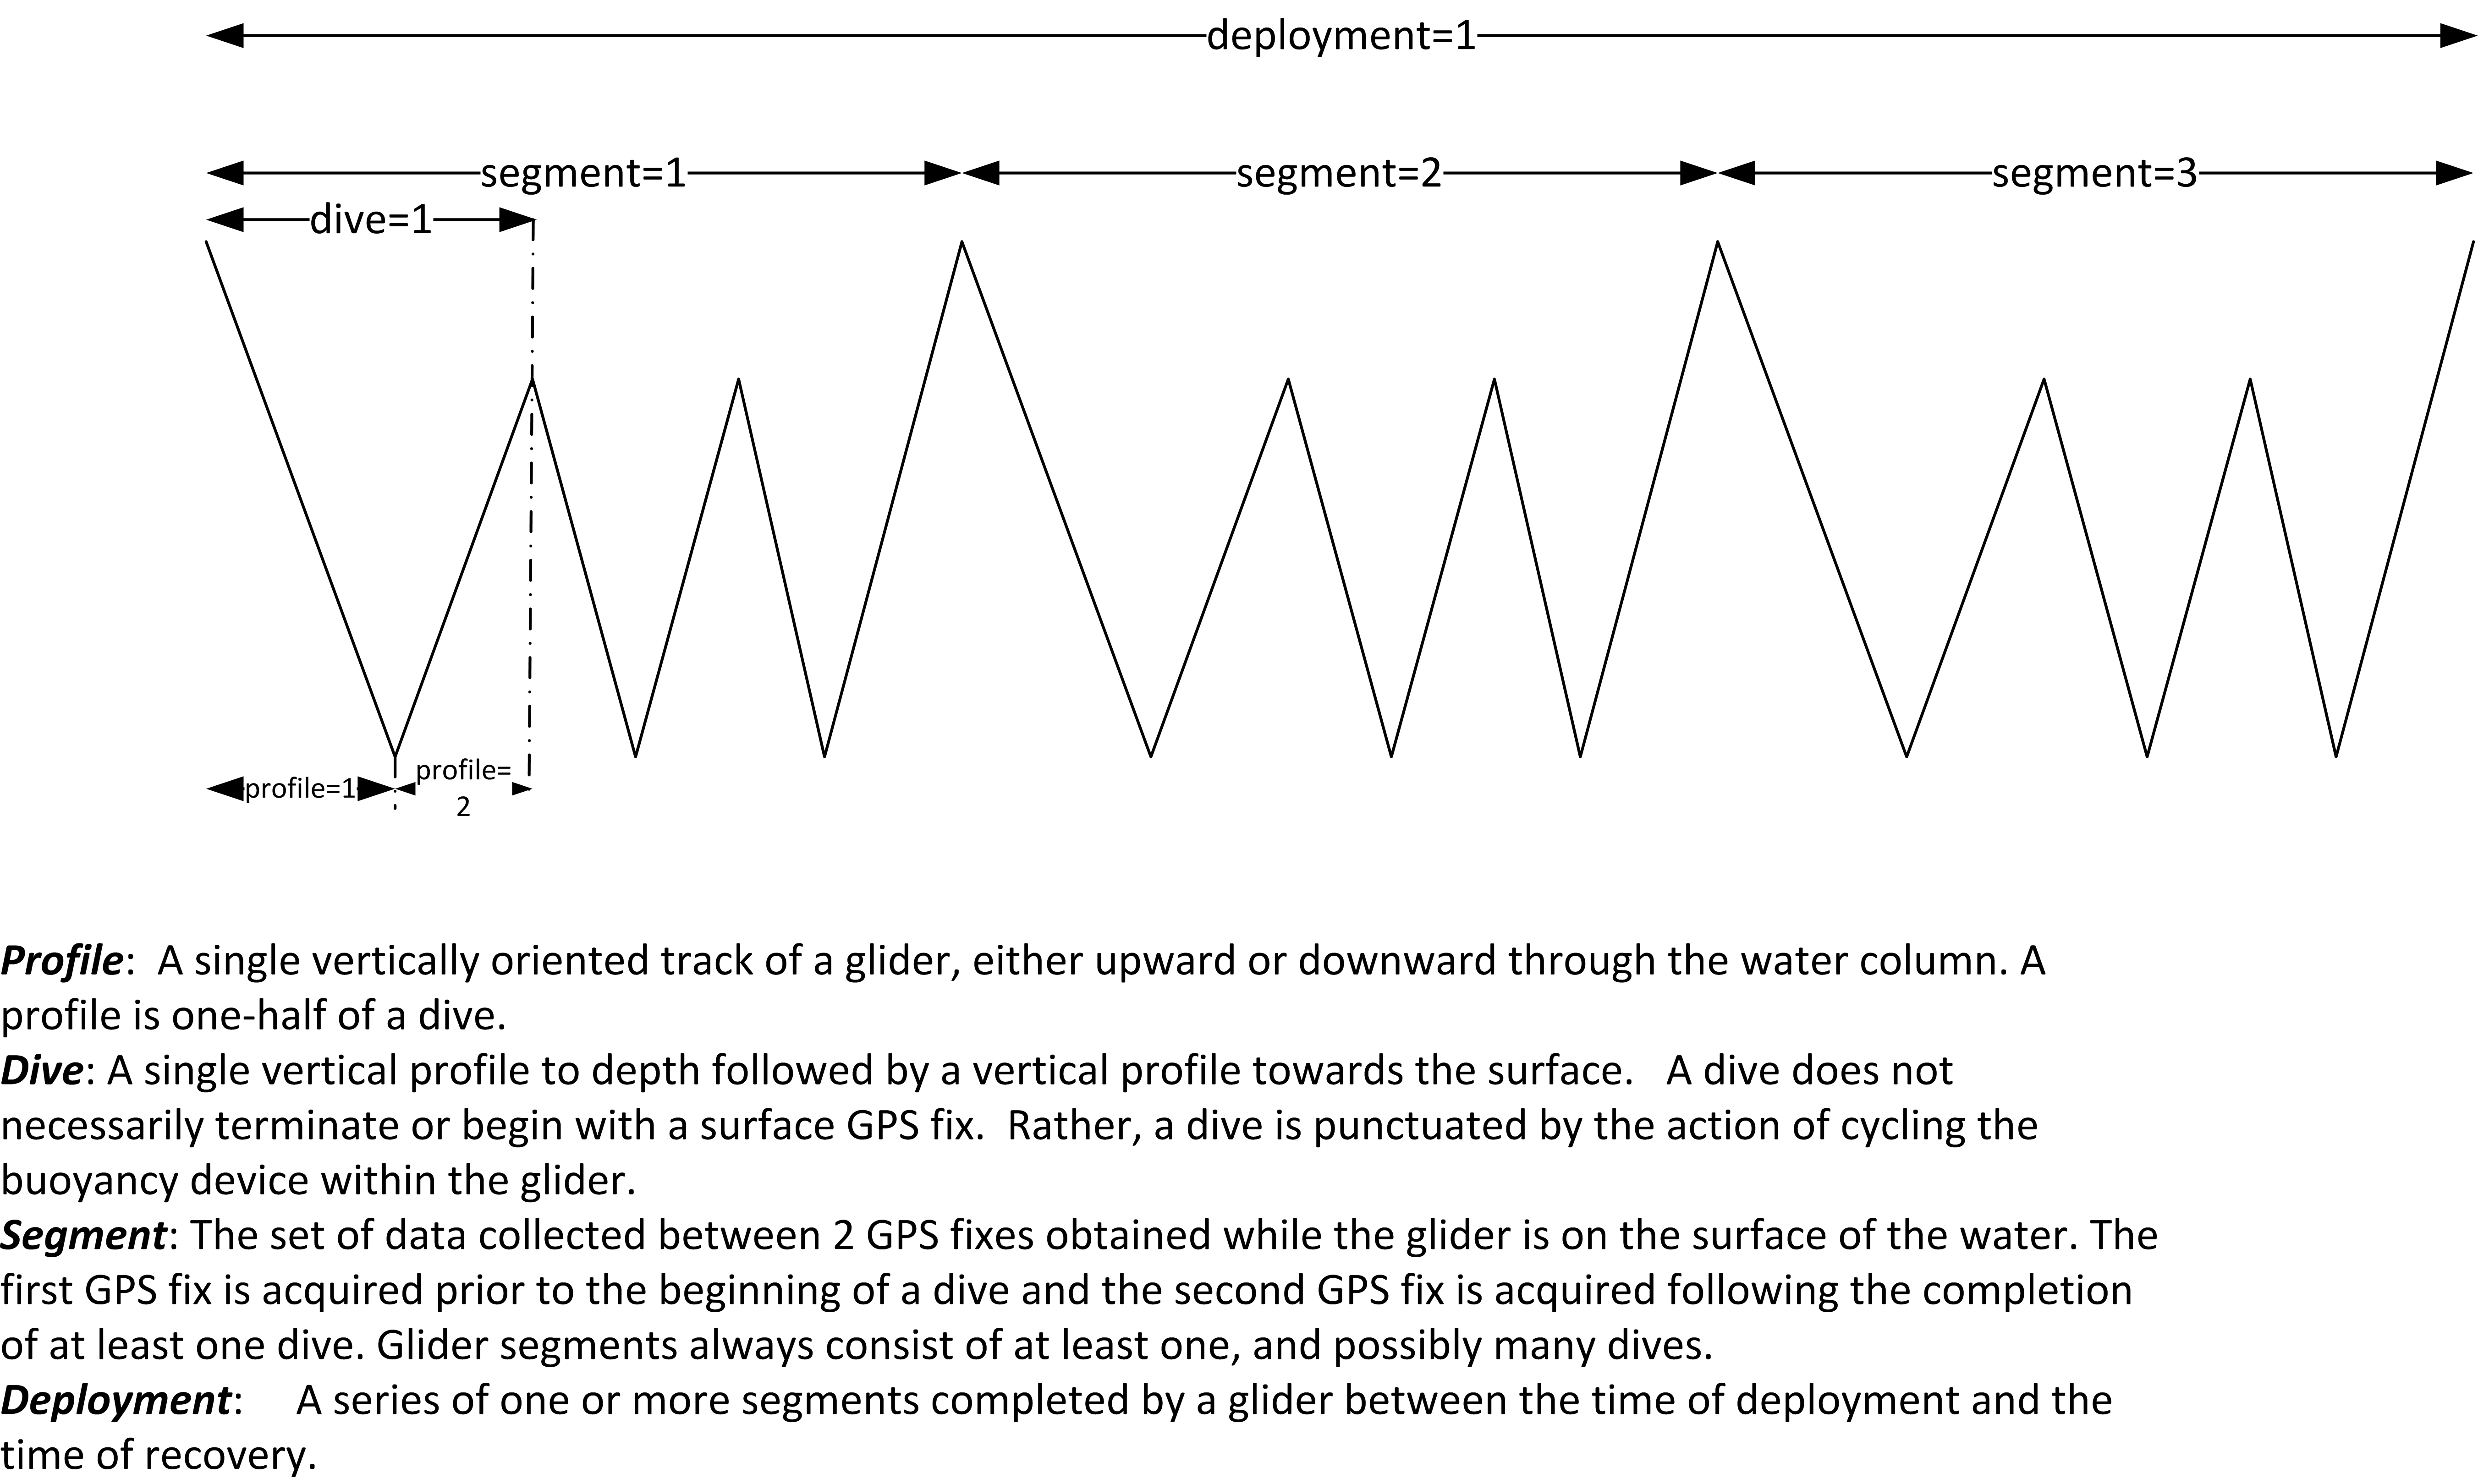 deployment=1
segment=1
segment=2
segment=3
dive=1
profile=1
profile=
2
Profile:  A single vertically oriented track of a glider, either upward or downward through the water column. A
profile is one-half of a dive.
Dive: A single vertical profile to depth followed by a vertical profile towards the surface.   A dive does not
necessarily terminate or begin with a surface GPS fix.  Rather, a dive is punctuated by the action of cycling the
buoyancy device within the glider.
Segment: The set of data collected between 2 GPS fixes obtained while the glider is on the surface of the water. The
first GPS fix is acquired prior to the beginning of a dive and the second GPS fix is acquired following the completion
of at least one dive. Glider segments always consist of at least one, and possibly many dives.
Deployment:    A series of one or more segments completed by a glider between the time of deployment and the
time of recovery.